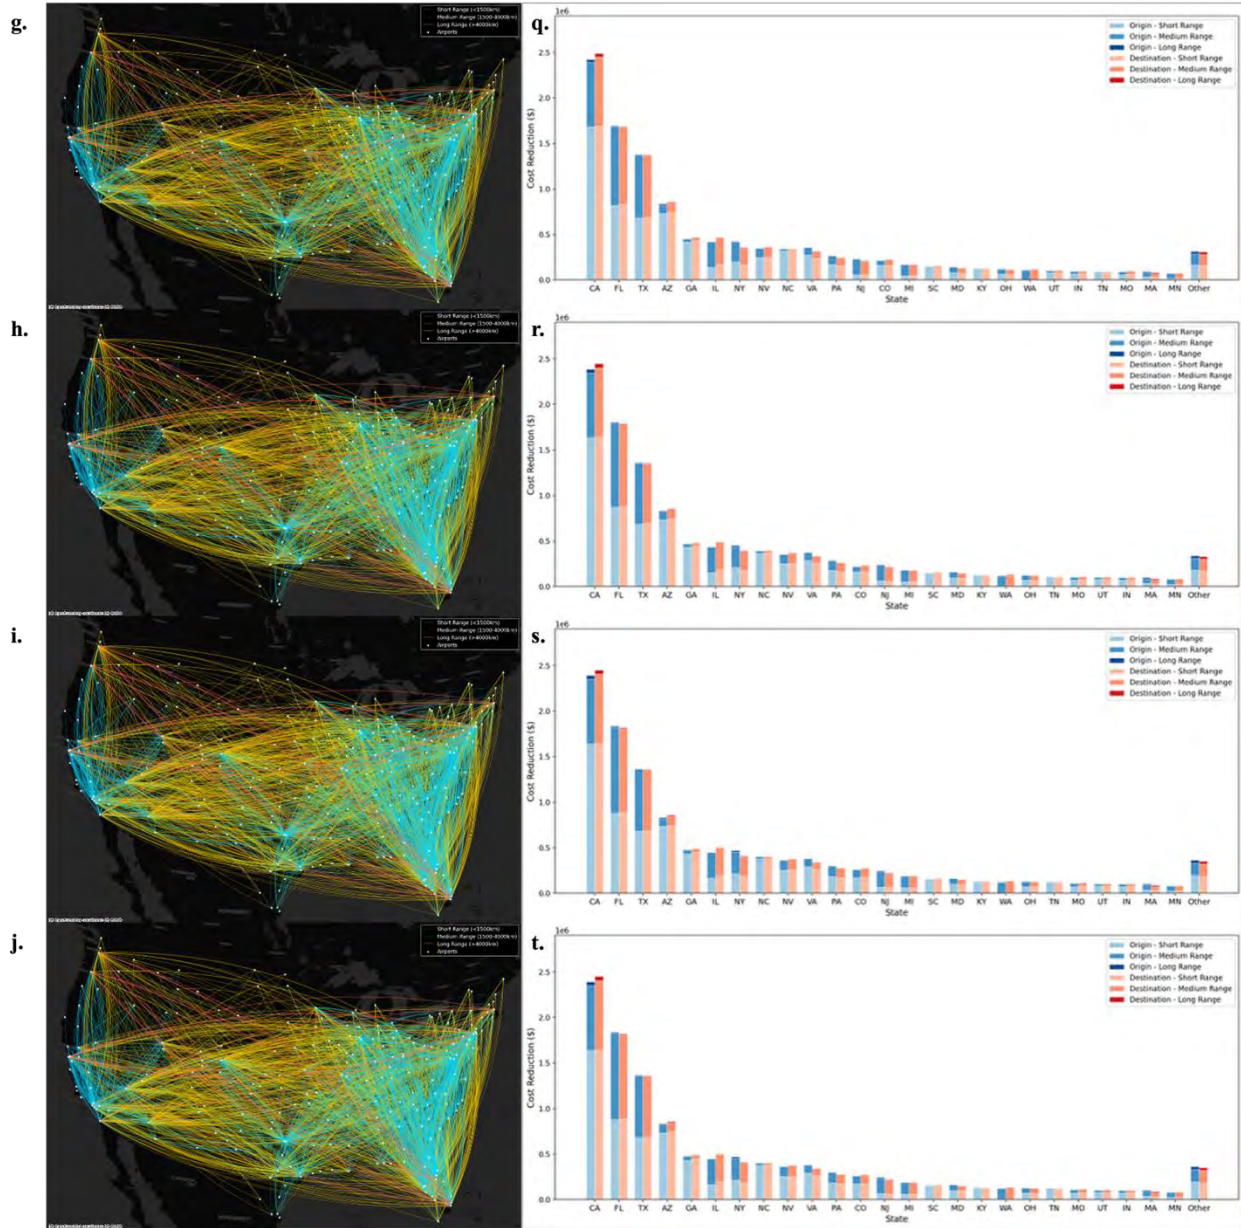 g.
Short Range (<1500km)
Medium Range (1500-4000km)
Long Range (>4000km)
Airports
q.
1e6
Origin - Short Range
Origin - Medium Range
Origin - Long Range
Destination - Short Range
Destination - Medium Range
Destination - Long Range
Cost Reduction ($)
2.5
2.0
1.5
1.0
0.5
0.0
CA FL TX AZ GA IL NY NV NC VA PA NJ CO MI SC MD KY OH WA UT IN TN MO MA MN Other
State
h.
Short Range (<1500km)
Medium Range (1500-4000km)
Long Range (>4000km)
Airports
r.
1e6
Origin - Short Range
Origin - Medium Range
Origin - Long Range
Destination - Short Range
Destination - Medium Range
Destination - Long Range
Cost Reduction ($)
2.5
2.0
1.5
1.0
0.5
0.0
CA FL TX AZ GA IL NY NC NV VA PA CO NJ MI SC MD KY WA OH TN MO UT IN MA MN Other
State
i.
Short Range (<1500km)
Medium Range (1500-4000km)
Long Range (>4000km)
Airports
s.
1e6
Origin - Short Range
Origin - Medium Range
Origin - Long Range
Destination - Short Range
Destination - Medium Range
Destination - Long Range
Cost Reduction ($)
2.5
2.0
1.5
1.0
0.5
0.0
CA FL TX AZ GA IL NY NC NV VA PA CO NJ MI SC MD KY WA OH TN MO UT IN MA MN Other
State
j.
Short Range (<1500km)
Medium Range (1500-4000km)
Long Range (>4000km)
Airports
t.
1e6
Origin - Short Range
Origin - Medium Range
Origin - Long Range
Destination - Short Range
Destination - Medium Range
Destination - Long Range
Cost Reduction ($)
2.5
2.0
1.5
1.0
0.5
0.0
CA FL TX AZ GA IL NY NC NV VA PA CO NJ MI SC MD KY WA OH TN MO UT IN MA MN Other
State